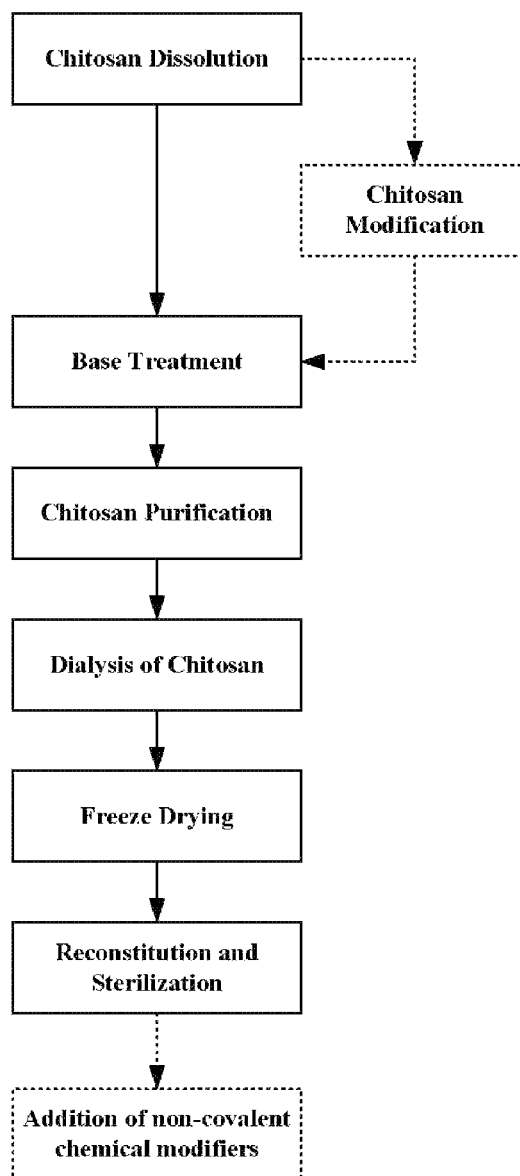 Chitosan Dissolution
Chitosan
Modification
Base Treatment
Chitosan Purification
Dialysis of Chitosan
Freeze Drying
Reconstitution and
Sterilization
Addition of non-covalent
chemical modifiers